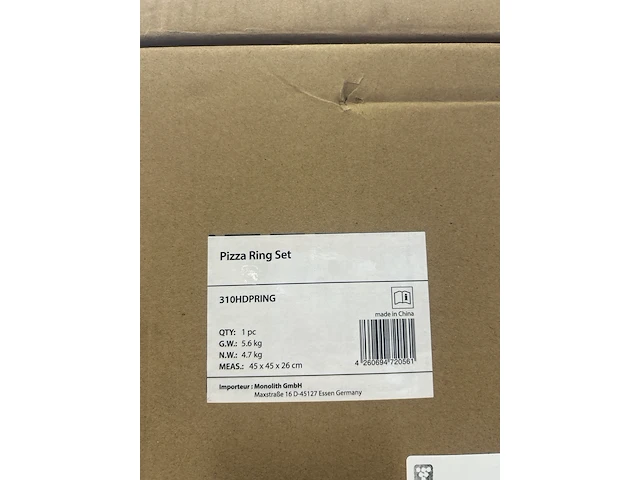 Pizza Ring Set
310HDPRING
made in China
QTY: 1 pc
G.W.: 5.6 kg
N.W.: 4.7 kg
MEAS.: 45 x 45 x 26 cm
4 260694 720561
Importeur : Monolith GmbH
Maxstraße 16 D-45127 Essen Germany